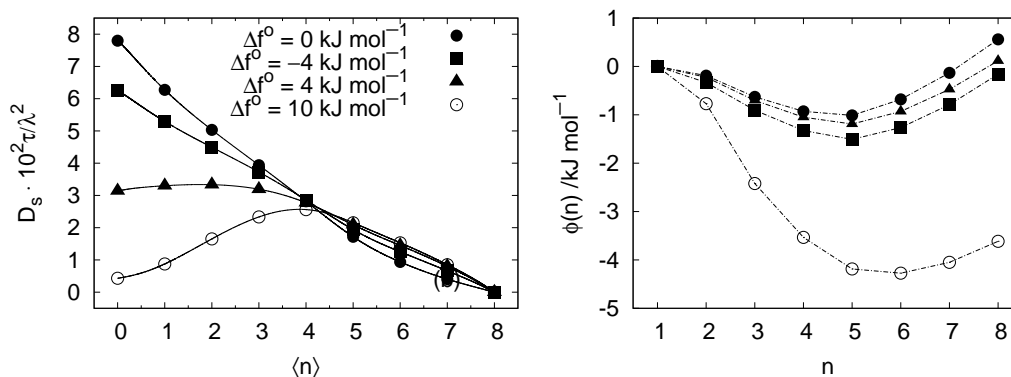 Dₛ · 10² τ/λ²
8
7
6
5
4
3
2
1
0
Δf° = 0 kJ mol⁻¹
Δf° = −4 kJ mol⁻¹
Δf° = 4 kJ mol⁻¹
Δf° = 10 kJ mol⁻¹
0 1 2 3 4 5 6 7 8
⟨n⟩
ϕ(n) /kJ mol⁻¹
1
0
-1
-2
-3
-4
-5
1 2 3 4 5 6 7 8
n